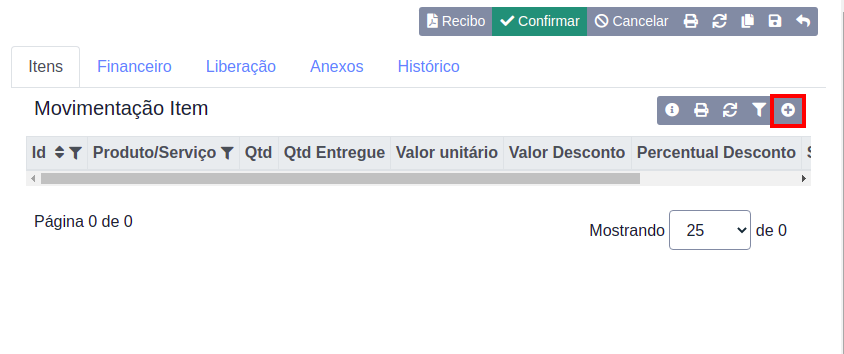 Recibo Confirmar Cancelar
Itens Financeiro Liberação Anexos Histórico
Movimentação Item
Id Produto/Serviço Qtd Qtd Entregue Valor unitário Valor Desconto Percentual Desconto
Página 0 de 0
Mostrando 25 de 0